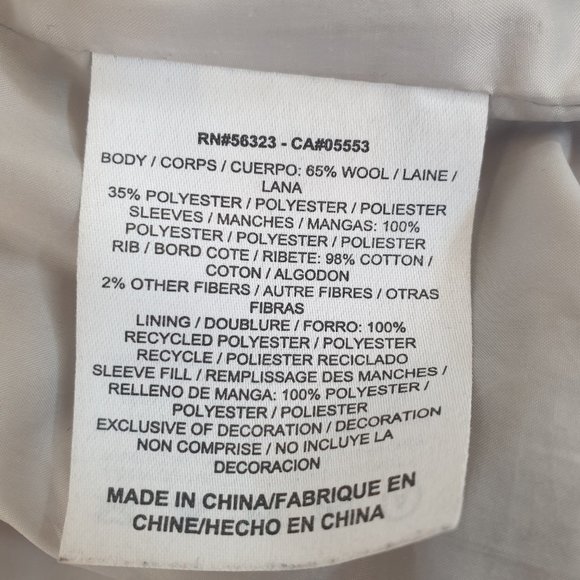 RN#56323 - CA#05553
BODY / CORPS / CUERPO: 65% WOOL / LAINE /
LANA
35% POLYESTER / POLYESTER / POLIESTER
SLEEVES / MANCHES / MANGAS: 100%
POLYESTER / POLYESTER / POLIESTER
RIB / BORD COTE / RIBETE: 98% COTTON /
COTON / ALGODON
2% OTHER FIBERS / AUTRE FIBRES / OTRAS
FIBRAS
LINING / DOUBLURE / FORRO: 100%
RECYCLED POLYESTER / POLYESTER
RECYCLE / POLIESTER RECICLADO
SLEEVE FILL / REMPLISSAGE DES MANCHES /
RELLENO DE MANGA: 100% POLYESTER /
POLYESTER / POLIESTER
EXCLUSIVE OF DECORATION / DECORATION
NON COMPRISE / NO INCLUYE LA
DECORACION
MADE IN CHINA/FABRIQUE EN
CHINE/HECHO EN CHINA